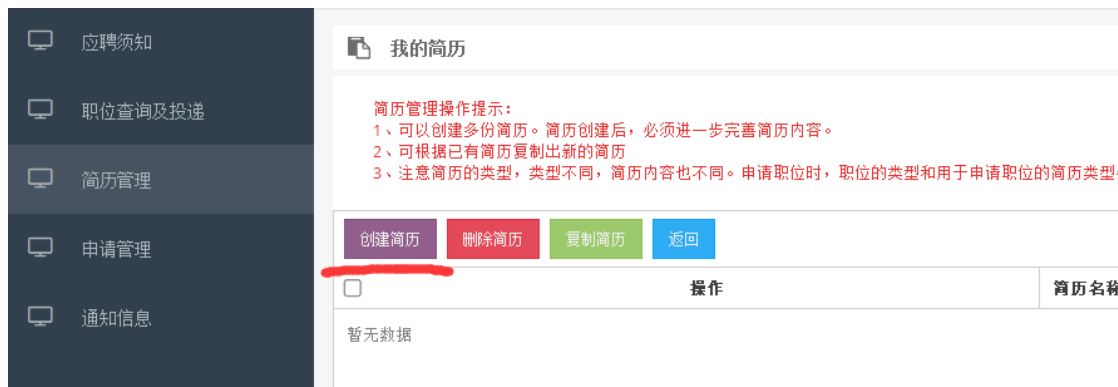 应聘须知
职位查询及投递
简历管理
申请管理
通知信息
我的简历
简历管理操作提示：
1、可以创建多份简历。简历创建后，必须进一步完善简历内容。
2、可根据已有简历复制出新的简历
3、注意简历的类型，类型不同，简历内容也不同。申请职位时，职位的类型和用于申请职位的简历类型
创建简历 删除简历 复制简历 返回
操作 简历名称
暂无数据